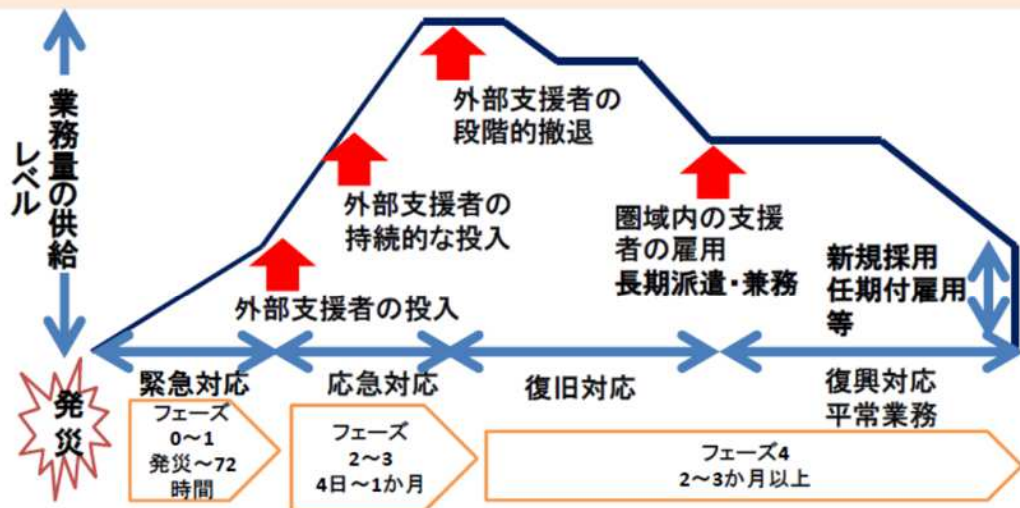 業務量の供給
レベル
外部支援者の
段階的撤退
外部支援者の
持続的な投入
外部支援者の投入
圏域内の支援
者の雇用
長期派遣・兼務
新規採用
任期付雇用
等
発災
緊急対応
応急対応
復旧対応
復興対応
平常業務
フェーズ
0～1
発災～72
時間
フェーズ
2～3
4日～1か月
フェーズ4
2～3か月以上